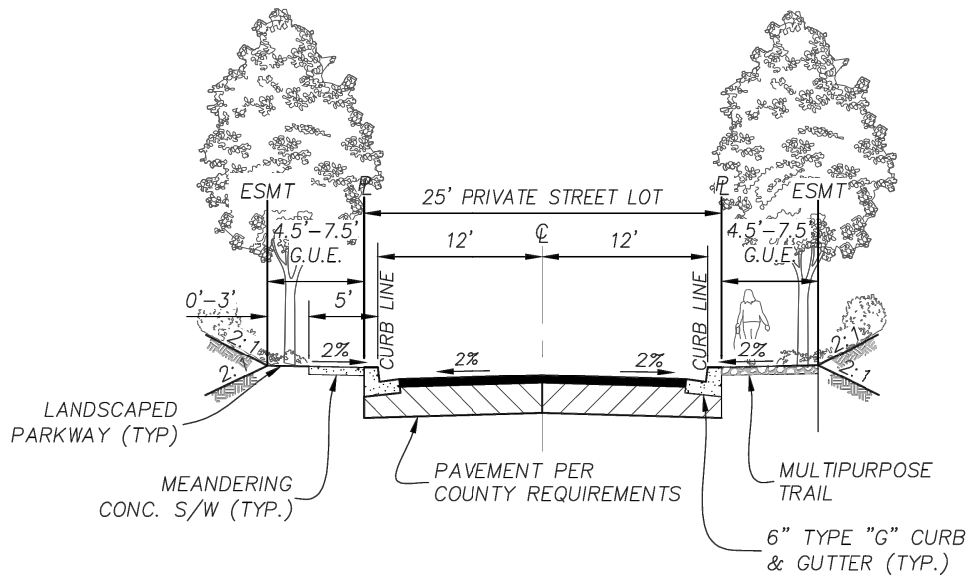 ESMT
PL
25' PRIVATE STREET LOT
PL
ESMT
4.5'-7.5'
G.U.E.
12'
CL
12'
4.5'-7.5'
G.U.E.
0'-3'
5'
CURB LINE
CURB LINE
2:1
2:1
2%
2%
2%
2%
2:1
2:1
LANDSCAPED
PARKWAY (TYP)
MEANDERING
CONC. S/W (TYP.)
PAVEMENT PER
COUNTY REQUIREMENTS
MULTIPURPOSE
TRAIL
6" TYPE "G" CURB
& GUTTER (TYP.)